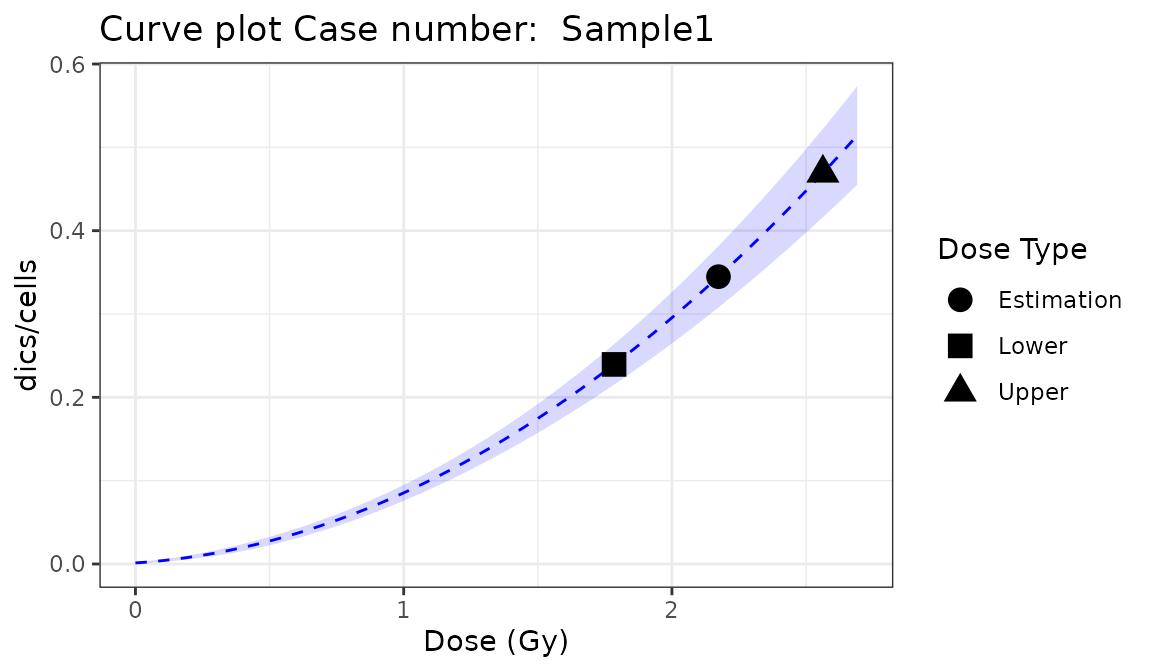 Curve plot Case number:  Sample1
0.6
0.4
0.2
0.0
dics/cells
0
1
2
Dose (Gy)
Dose Type
Estimation
Lower
Upper